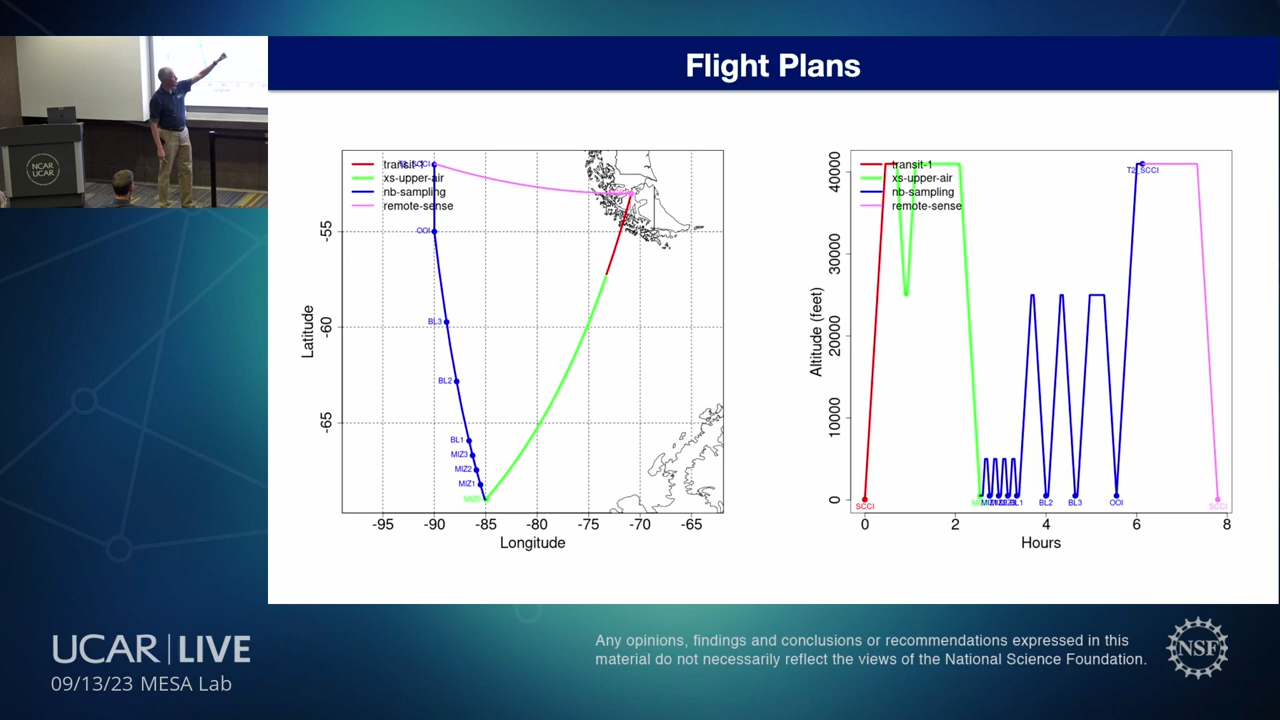 Flight Plans
transit-1
xs-upper-air
nb-sampling
remote-sense
OOI
BL3
BL2
BL1
MIZ3
MIZ2
MIZ1
-55
-60
-65
Latitude
-95
-90
-85
-80
-75
-70
-65
Longitude
transit-1
xs-upper-air
nb-sampling
remote-sense
T2_SCCI
40000
30000
20000
10000
0
Altitude (feet)
SCCI
BL2
BL3
OOI
SCCI
0
2
4
6
8
Hours
NCAR
UCAR
UCAR | LIVE
09/13/23 MESA Lab
Any opinions, findings and conclusions or recommendations expressed in this
material do not necessarily reflect the views of the National Science Foundation.
NSF